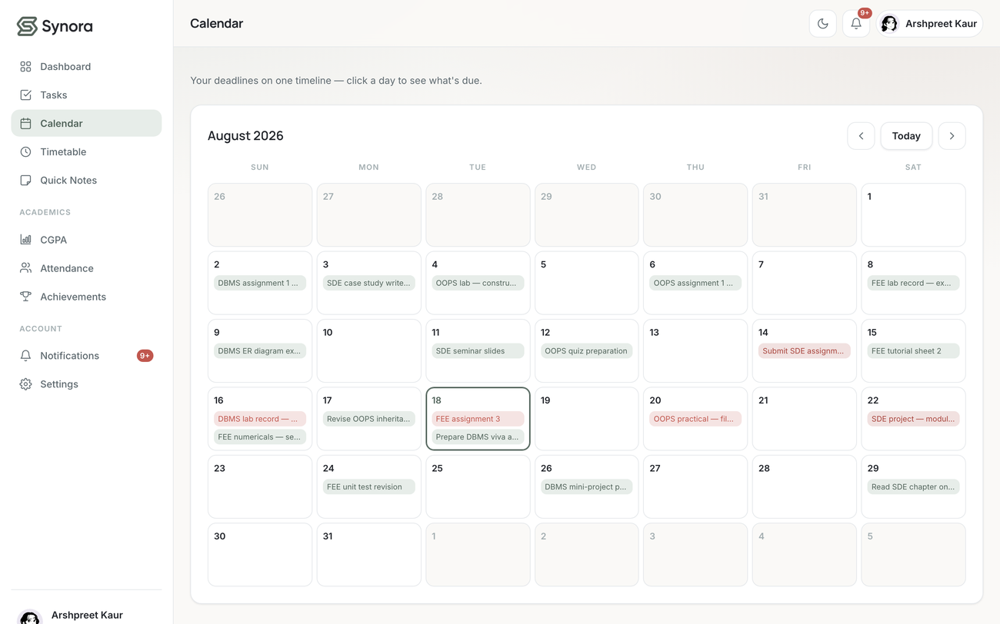 Synora
Dashboard
Tasks
Calendar
Timetable
Quick Notes
ACADEMICS
CGPA
Attendance
Achievements
ACCOUNT
Notifications 9+
Settings
Arshpreet Kaur
Calendar
9+
Arshpreet Kaur
Your deadlines on one timeline — click a day to see what's due.
August 2026
Today
SUN MON TUE WED THU FRI SAT
26 27 28 29 30 31 1
2 3 4 5 6 7 8
DBMS assignment 1 ... SDE case study write... OOPS lab — constru... OOPS assignment 1 ... FEE lab record — ex...
9 10 11 12 13 14 15
DBMS ER diagram ex... SDE seminar slides OOPS quiz preparation Submit SDE assignm... FEE tutorial sheet 2
16 17 18 19 20 21 22
DBMS lab record — ... Revise OOPS inherita... FEE assignment 3 OOPS practical — fil... SDE project — modul...
FEE numericals — se... Prepare DBMS viva a...
23 24 25 26 27 28 29
FEE unit test revision DBMS mini-project p... Read SDE chapter on...
30 31 1 2 3 4 5